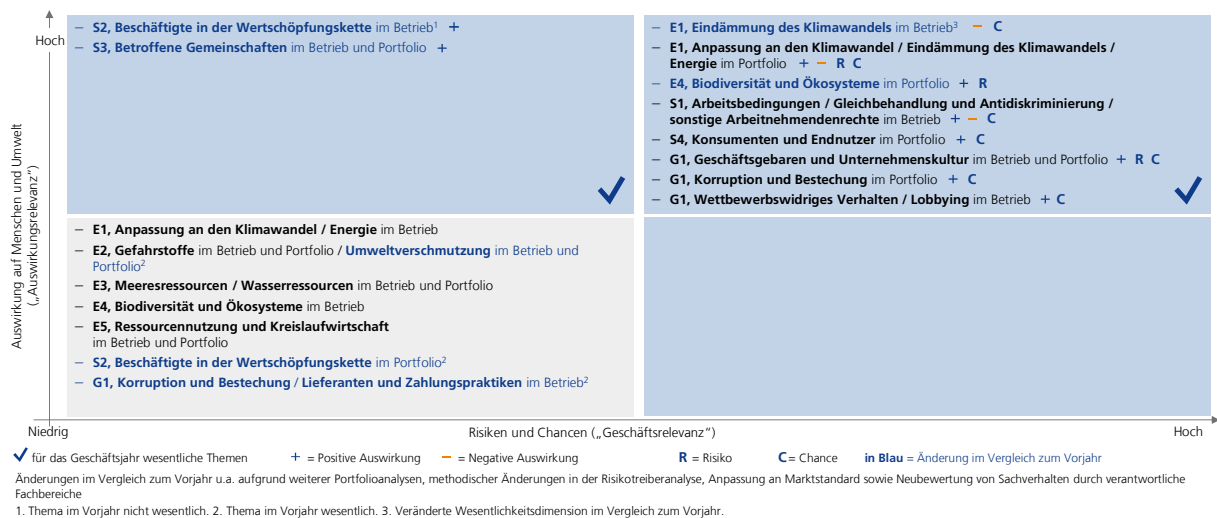 Auswirkung auf Menschen und Umwelt
(„Auswirkungsrelevanz“)
Hoch
– S2, Beschäftigte in der Wertschöpfungskette im Betrieb¹ +
– S3, Betroffene Gemeinschaften im Betrieb und Portfolio +
– E1, Eindämmung des Klimawandels im Betrieb³ – C
– E1, Anpassung an den Klimawandel / Eindämmung des Klimawandels /
Energie im Portfolio + – R C
– E4, Biodiversität und Ökosysteme im Portfolio + R
– S1, Arbeitsbedingungen / Gleichbehandlung und Antidiskriminierung /
sonstige Arbeitnehmendenrechte im Betrieb + – C
– S4, Konsumenten und Endnutzer im Portfolio + C
– G1, Geschäftsgebaren und Unternehmenskultur im Betrieb und Portfolio + R C
– G1, Korruption und Bestechung im Portfolio + C
– G1, Wettbewerbswidriges Verhalten / Lobbying im Betrieb + C
– E1, Anpassung an den Klimawandel / Energie im Betrieb
– E2, Gefahrstoffe im Betrieb und Portfolio / Umweltverschmutzung im Betrieb und
Portfolio²
– E3, Meeresressourcen / Wasserressourcen im Betrieb und Portfolio
– E4, Biodiversität und Ökosysteme im Betrieb
– E5, Ressourcennutzung und Kreislaufwirtschaft
im Betrieb und Portfolio
– S2, Beschäftigte in der Wertschöpfungskette im Portfolio²
– G1, Korruption und Bestechung / Lieferanten und Zahlungspraktiken im Betrieb²
Niedrig
Risiken und Chancen („Geschäftsrelevanz“)
Hoch
für das Geschäftsjahr wesentliche Themen + = Positive Auswirkung – = Negative Auswirkung R = Risiko C = Chance in Blau = Änderung im Vergleich zum Vorjahr
Änderungen im Vergleich zum Vorjahr u.a. aufgrund weiterer Portfolioanalysen, methodischer Änderungen in der Risikotreiberanalyse, Anpassung an Marktstandard sowie Neubewertung von Sachverhalten durch verantwortliche
Fachbereiche
1. Thema im Vorjahr nicht wesentlich. 2. Thema im Vorjahr wesentlich. 3. Veränderte Wesentlichkeitsdimension im Vergleich zum Vorjahr.